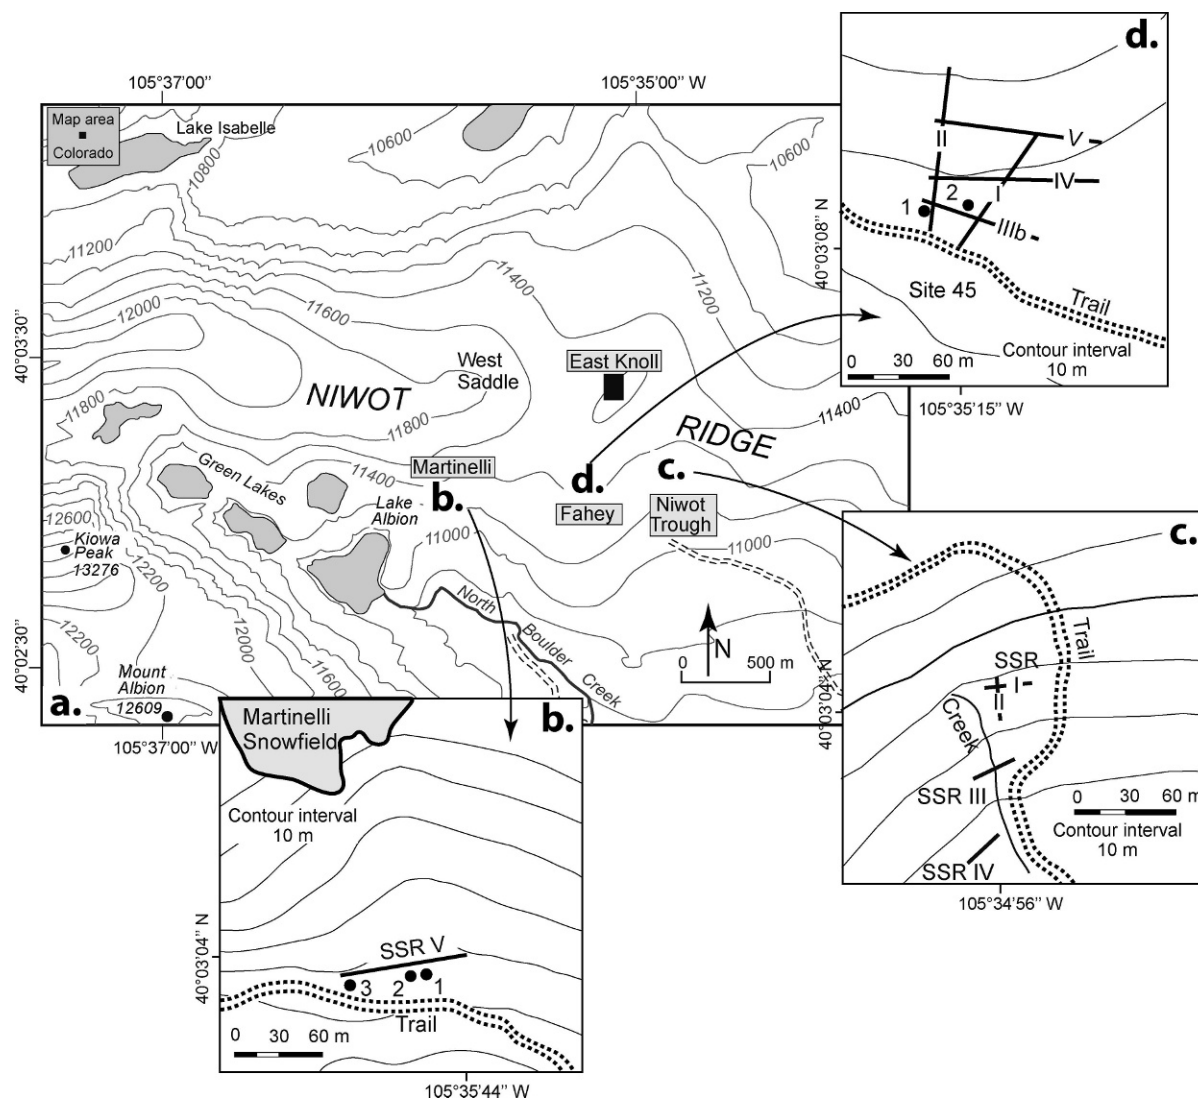 105°37'00"
105°35'00" W
Map area
Colorado
Lake Isabelle
10800
10600
10600
11200
12000
11600
11400
11200
40°03'30"
West
Saddle
East Knoll
NIWOT
RIDGE
11800
11800
11400
Green Lakes
11400
Martinelli
b.
d.
c.
Lake
Albion
Fahey
Niwot
Trough
12600
Kiowa
Peak
13276
11000
11000
12200
12000
11600
12200
North
Boulder
Creek
N
0 500 m
40°02'30"
Mount
Albion
12609
a.
105°37'00" W
d.
II
V
I
IV
1
2
IIIb
40°03'08" N
Site 45
Trail
0 30 60 m
Contour interval
10 m
105°35'15" W
c.
Trail
SSR
I
II
Creek
SSR III
SSR IV
0 30 60 m
Contour interval
10 m
40°03'04" N
105°34'56" W
b.
Martinelli
Snowfield
Contour interval
10 m
40°03'04" N
SSR V
3
2
1
Trail
0 30 60 m
105°35'44" W